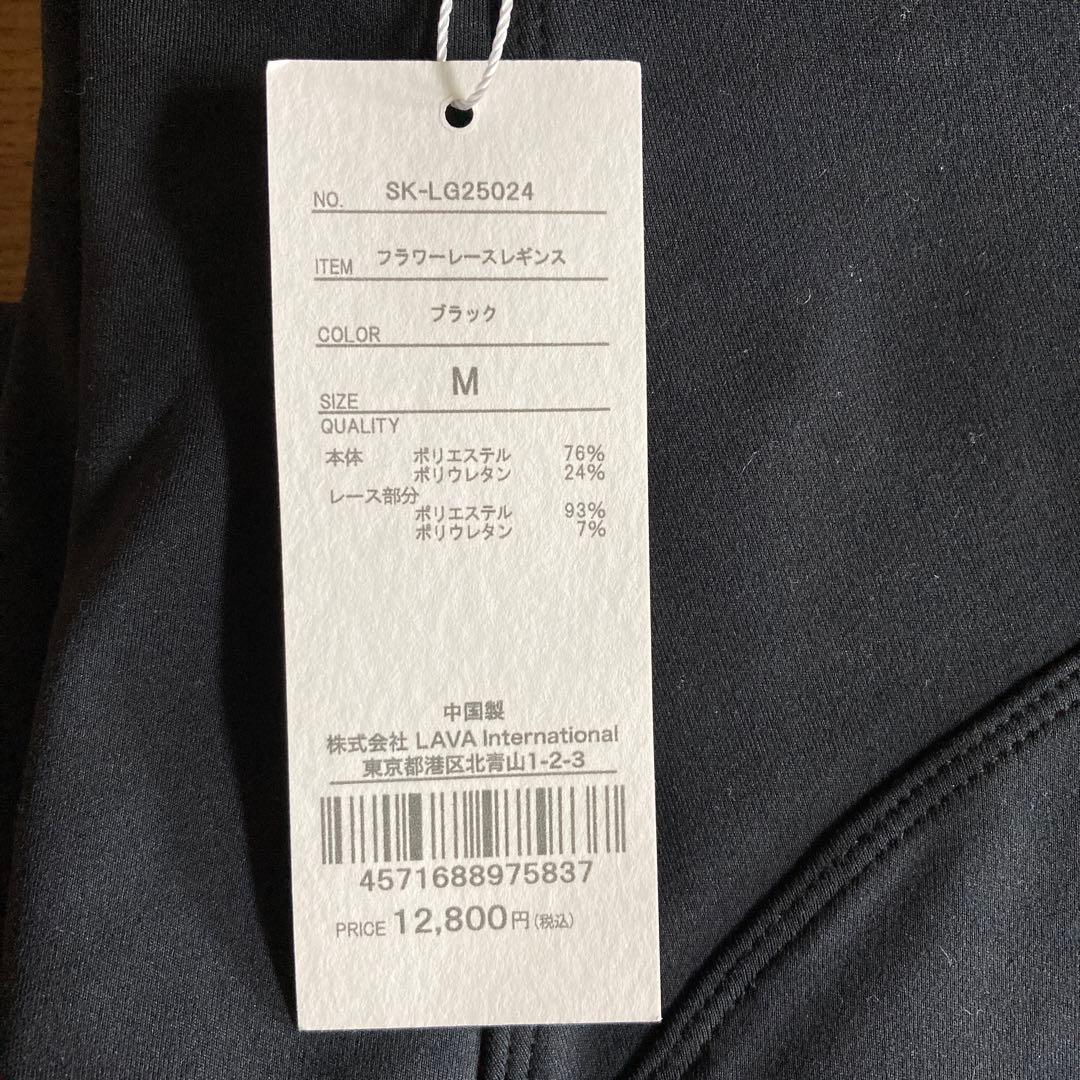 NO. SK-LG25024
ITEM フラワーレースレギンス
COLOR ブラック
SIZE M
QUALITY
本体 ポリエステル 76%
ポリウレタン 24%
レース部分
ポリエステル 93%
ポリウレタン 7%
中国製
株式会社 LAVA International
東京都港区北青山1-2-3
4571688975837
PRICE 12,800円(税込)